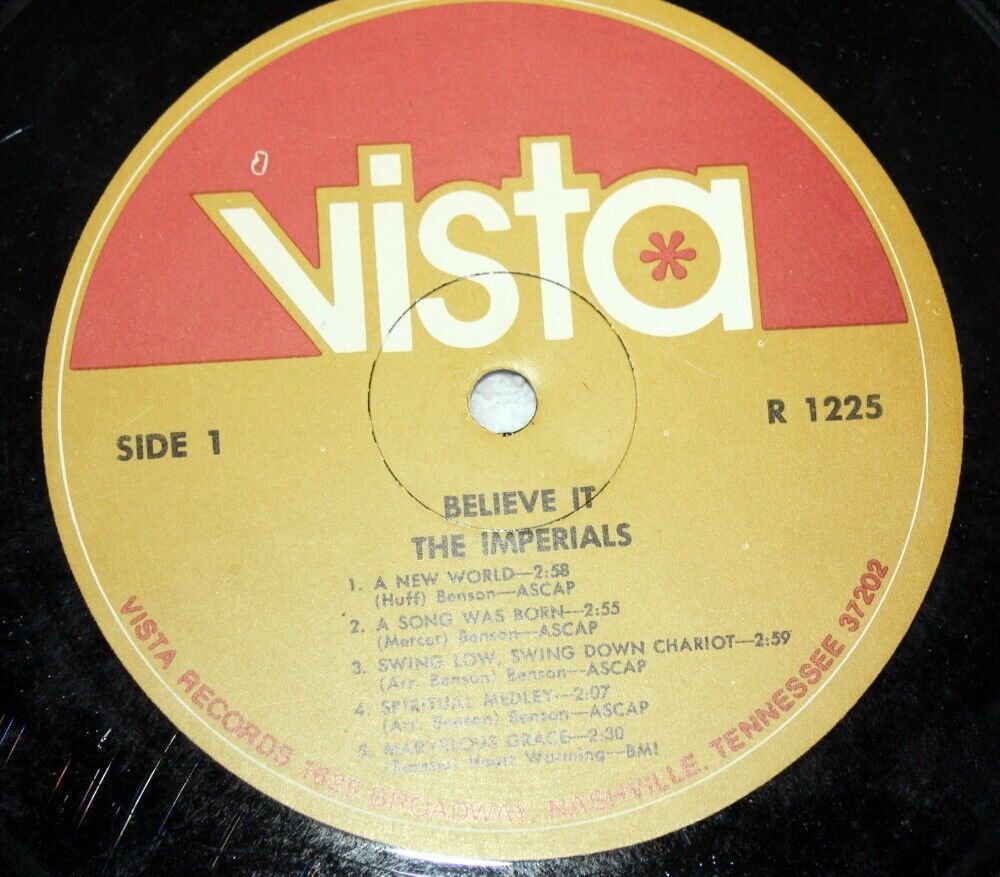 vista
SIDE 1
R 1225
BELIEVE IT
THE IMPERIALS
1. A NEW WORLD—2:58
(Huff) Benson—ASCAP
2. A SONG WAS BORN—2:55
(Mercer) Benson—ASCAP
3. SWING LOW, SWING DOWN CHARIOT—2:59
(Arr. Benson) Benson—ASCAP
4. SPIRITUAL MEDLEY—2:07
(Arr. Benson) Benson—ASCAP
5. MARVELOUS GRACE—2:30
Heart Warming—BMI
VISTA RECORDS 1625 BROADWAY, NASHVILLE, TENNESSEE 37202